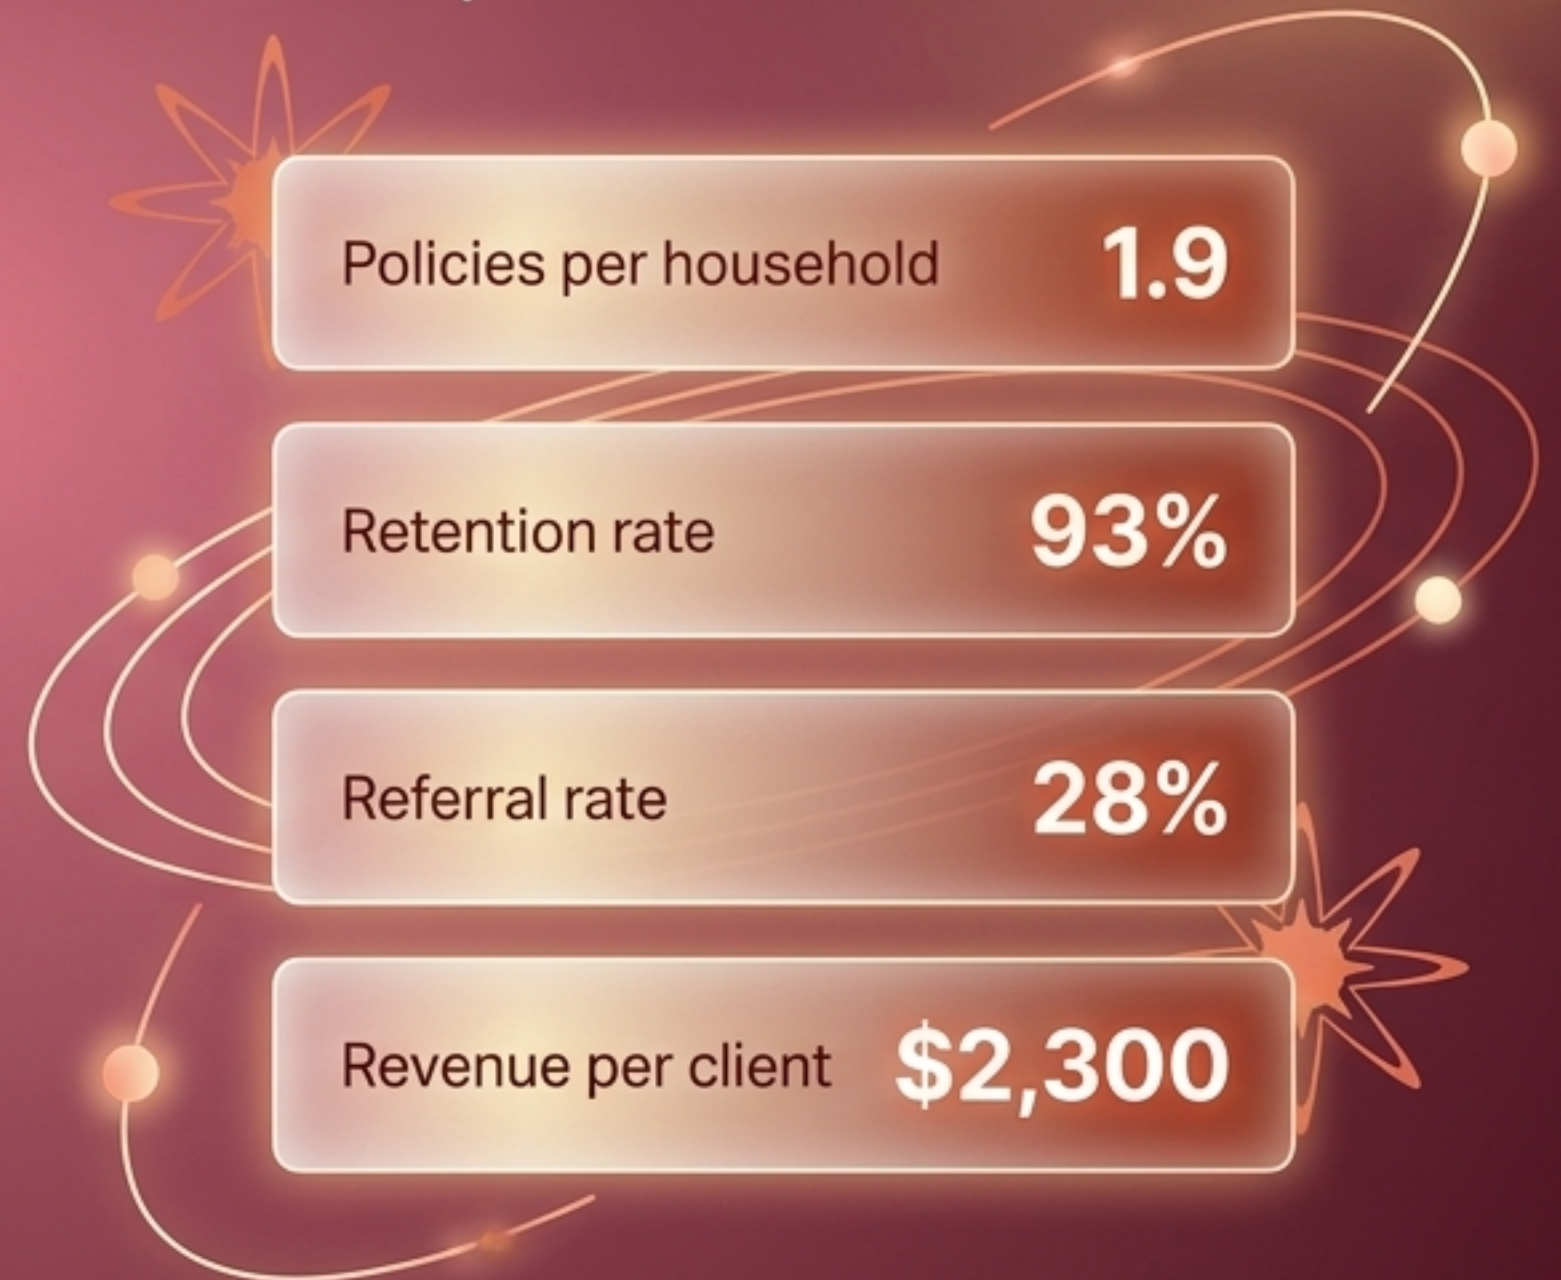 Policies per household 1.9
Retention rate 93%
Referral rate 28%
Revenue per client $2,300